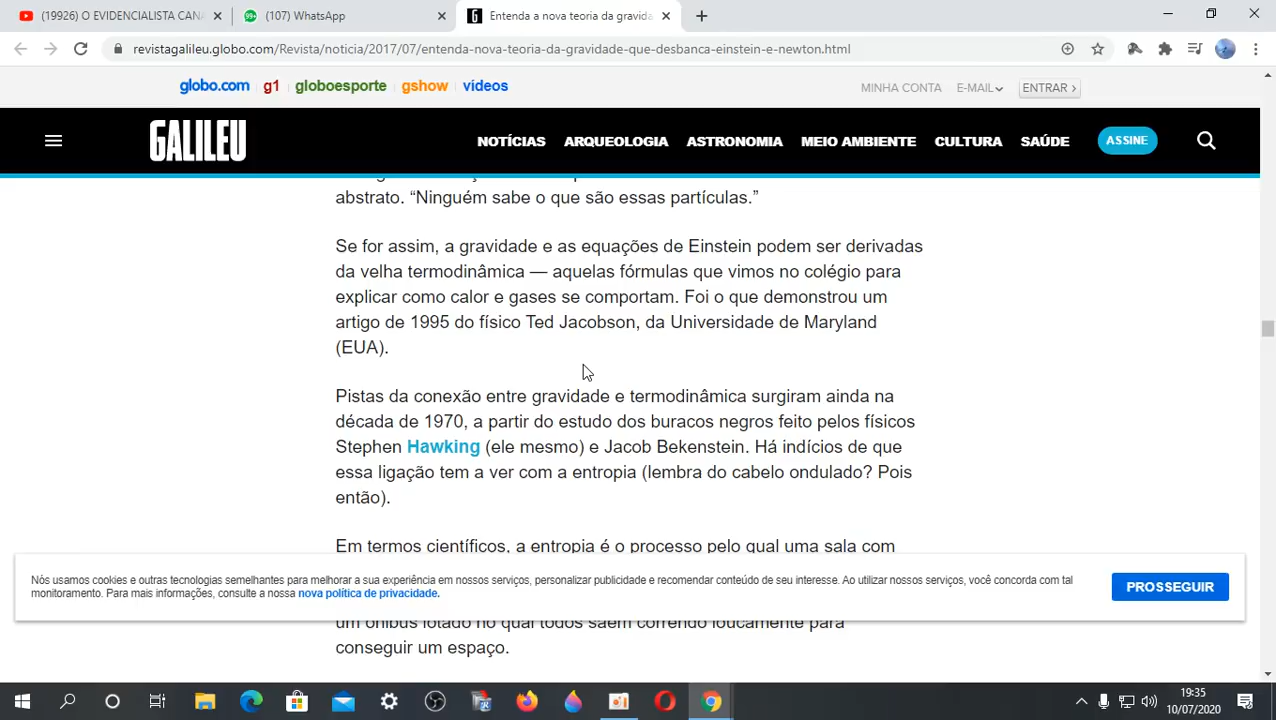 (19926) O EVIDENCIALISTA CANA
(107) WhatsApp
Entenda a nova teoria da gravida
revistagalileu.globo.com/Revista/noticia/2017/07/entenda-nova-teoria-da-gravidade-que-desbanca-einstein-e-newton.html
globo.com g1 globoesporte gshow videos
MINHA CONTA E-MAIL ENTRAR
GALILEU
NOTÍCIAS ARQUEOLOGIA ASTRONOMIA MEIO AMBIENTE CULTURA SAÚDE ASSINE
abstrato. “Ninguém sabe o que são essas partículas.”
Se for assim, a gravidade e as equações de Einstein podem ser derivadas
da velha termodinâmica — aquelas fórmulas que vimos no colégio para
explicar como calor e gases se comportam. Foi o que demonstrou um
artigo de 1995 do físico Ted Jacobson, da Universidade de Maryland
(EUA).
Pistas da conexão entre gravidade e termodinâmica surgiram ainda na
década de 1970, a partir do estudo dos buracos negros feito pelos físicos
Stephen Hawking (ele mesmo) e Jacob Bekenstein. Há indícios de que
essa ligação tem a ver com a entropia (lembra do cabelo ondulado? Pois
então).
Em termos científicos, a entropia é o processo pelo qual uma sala com
Nós usamos cookies e outras tecnologias semelhantes para melhorar a sua experiência em nossos serviços, personalizar publicidade e recomendar conteúdo de seu interesse. Ao utilizar nossos serviços, você concorda com tal
monitoramento. Para mais informações, consulte a nossa nova política de privacidade.
PROSSEGUIR
um ônibus lotado no qual todos saem correndo loucamente para
conseguir um espaço.
19:35
10/07/2020